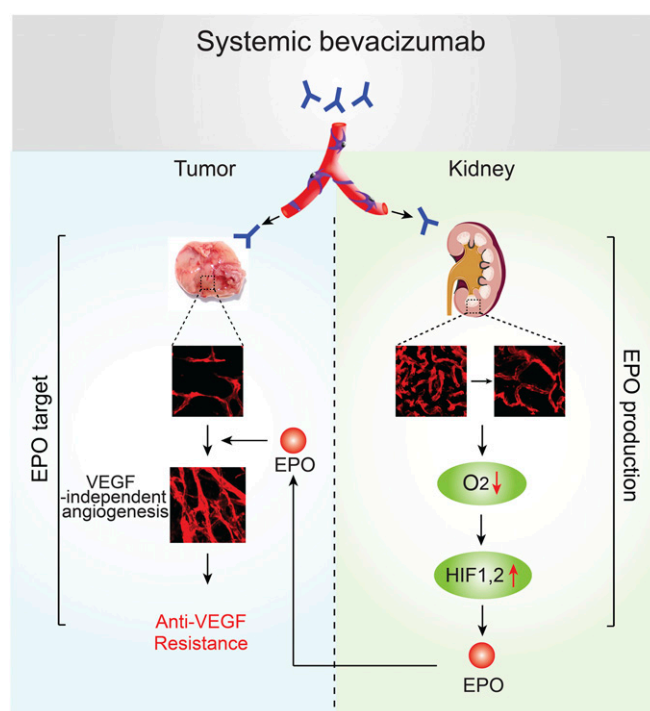 Systemic bevacizumab
Tumor
Kidney
EPO target
EPO production
EPO
VEGF
-independent
angiogenesis
O2
HIF1,2
Anti-VEGF
Resistance
EPO